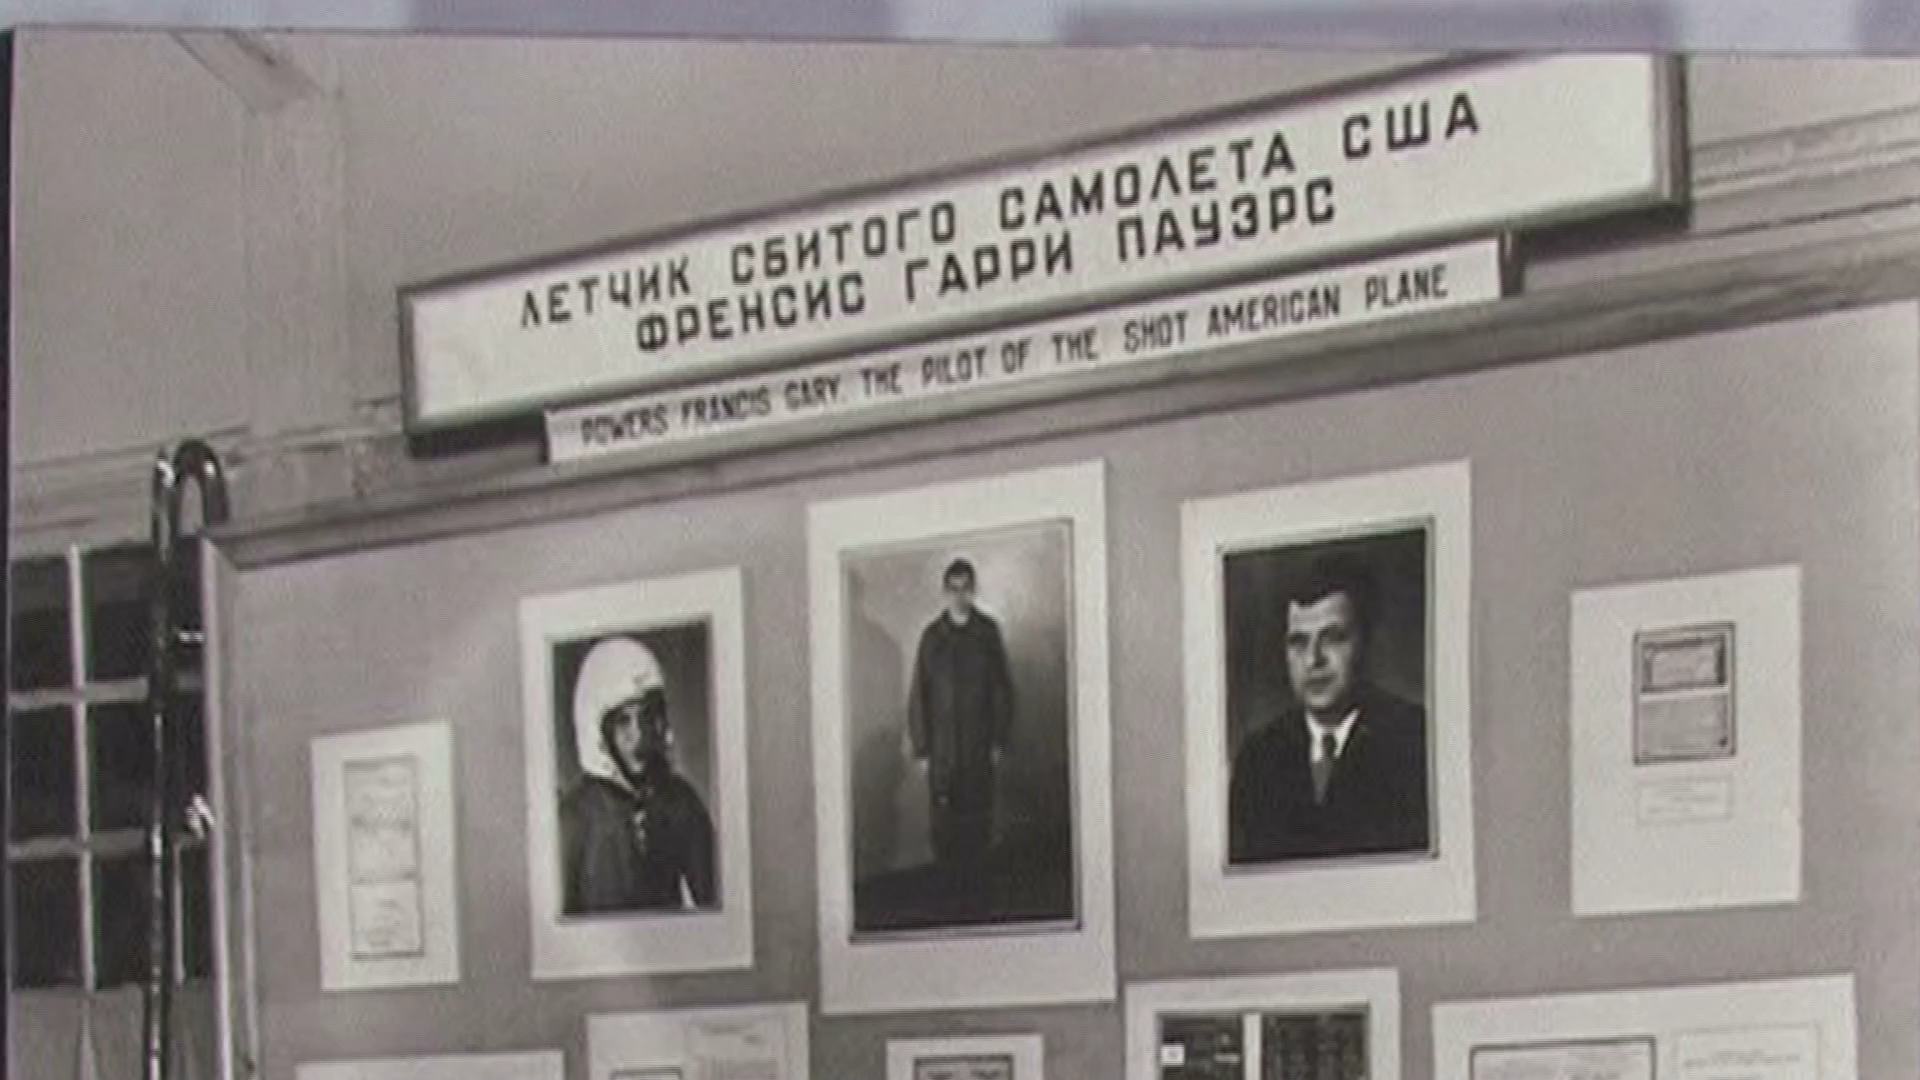 ЛЕТЧИК СБИТОГО САМОЛЕТА США
ФРЕНСИС ГАРРИ ПАУЭРС
POWERS FRANCIS GARY. THE PILOT OF THE SHOT AMERICAN PLANE